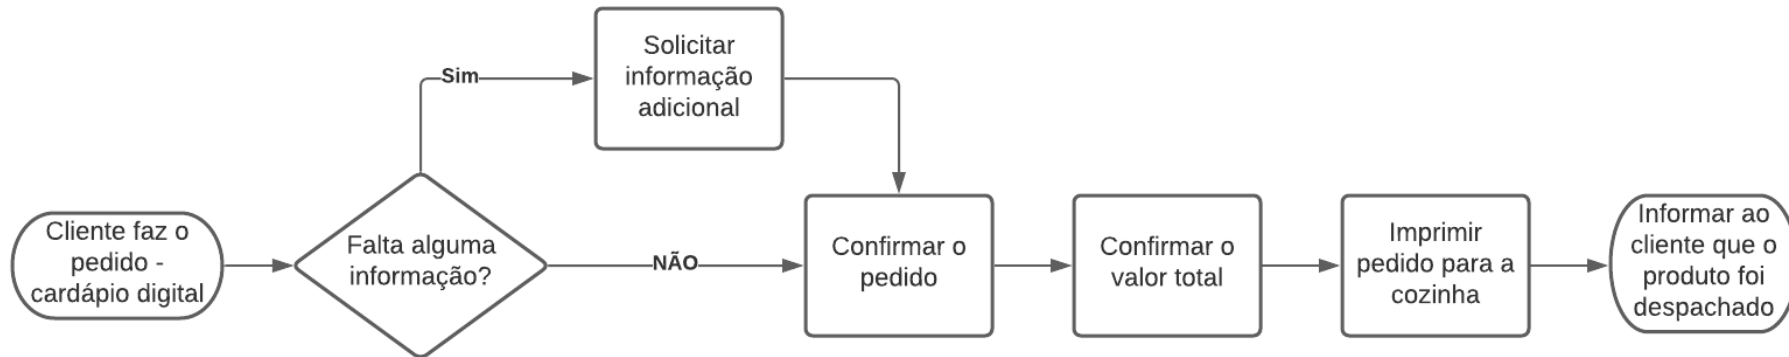 Cliente faz o
pedido -
cardápio digital
Falta alguma
informação?
Sim
Solicitar
informação
adicional
NÃO
Confirmar o
pedido
Confirmar o
valor total
Imprimir
pedido para a
cozinha
Informar ao
cliente que o
produto foi
despachado